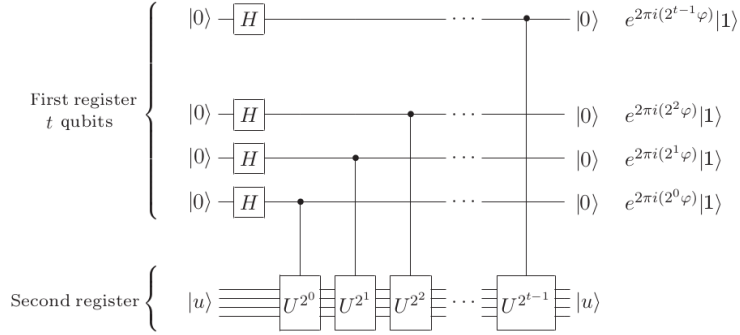 |0⟩ H ⋯ |0⟩ e^{2πi(2^{t−1}φ)}|1⟩
First register
t qubits
|0⟩ H ⋯ |0⟩ e^{2πi(2^2φ)}|1⟩
|0⟩ H ⋯ |0⟩ e^{2πi(2^1φ)}|1⟩
|0⟩ H ⋯ |0⟩ e^{2πi(2^0φ)}|1⟩
Second register |u⟩ U^{2^0} U^{2^1} U^{2^2} ⋯ U^{2^{t−1}} |u⟩